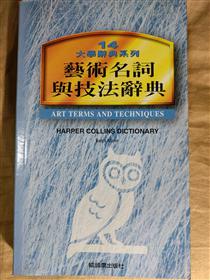 14
大學辭典系列
藝術名詞
與技法辭典
ART TERMS AND TECHNIQUES
HARPER COLLINS DICTIONARY
貓頭鷹出版社